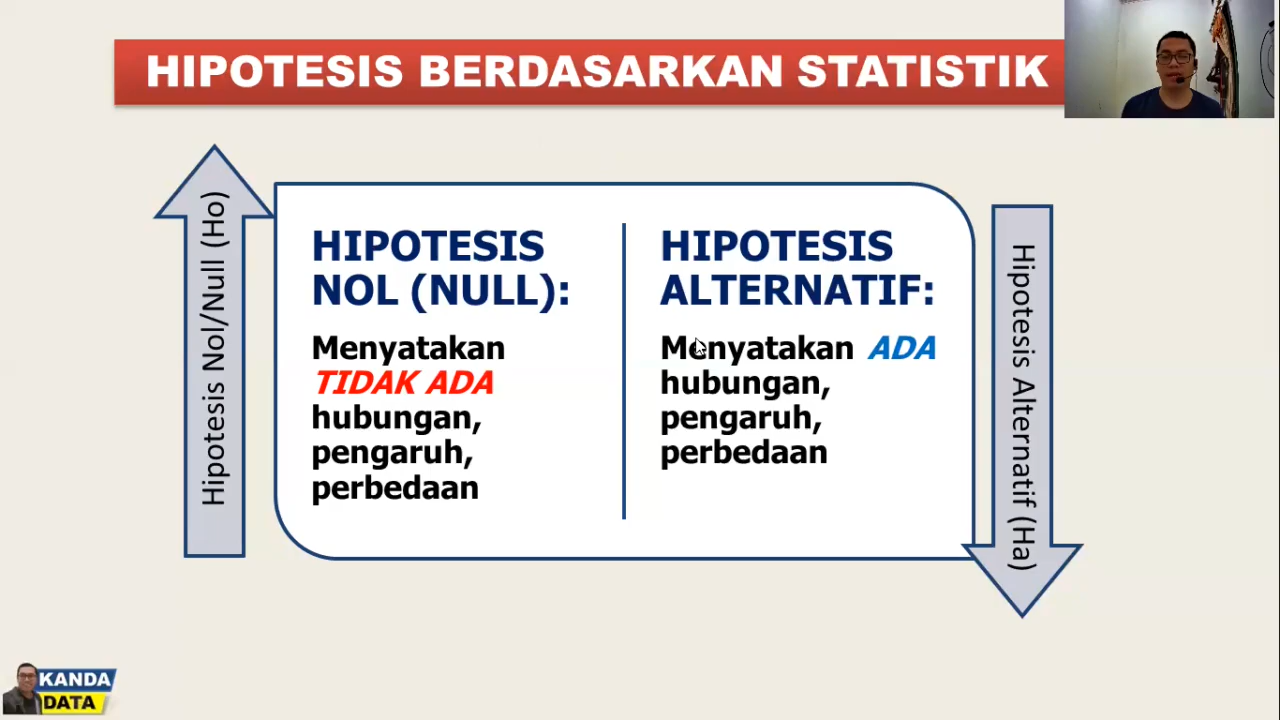 HIPOTESIS BERDASARKAN STATISTIK
Hipotesis Nol/Null (Ho)
HIPOTESIS
NOL (NULL):
Menyatakan
TIDAK ADA
hubungan,
pengaruh,
perbedaan
HIPOTESIS
ALTERNATIF:
Menyatakan ADA
hubungan,
pengaruh,
perbedaan
Hipotesis Alternatif (Ha)
KANDA
DATA